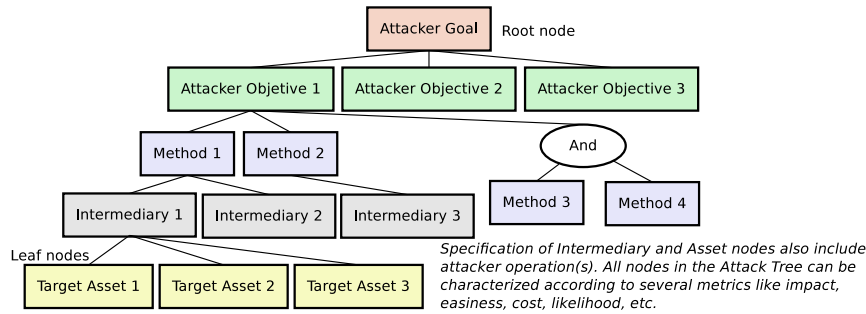 Attacker Goal
Root node
Attacker Objetive 1
Attacker Objective 2
Attacker Objective 3
Method 1
Method 2
And
Method 3
Method 4
Intermediary 1
Intermediary 2
Intermediary 3
Leaf nodes
Target Asset 1
Target Asset 2
Target Asset 3
Specification of Intermediary and Asset nodes also include
attacker operation(s). All nodes in the Attack Tree can be
characterized according to several metrics like impact,
easiness, cost, likelihood, etc.